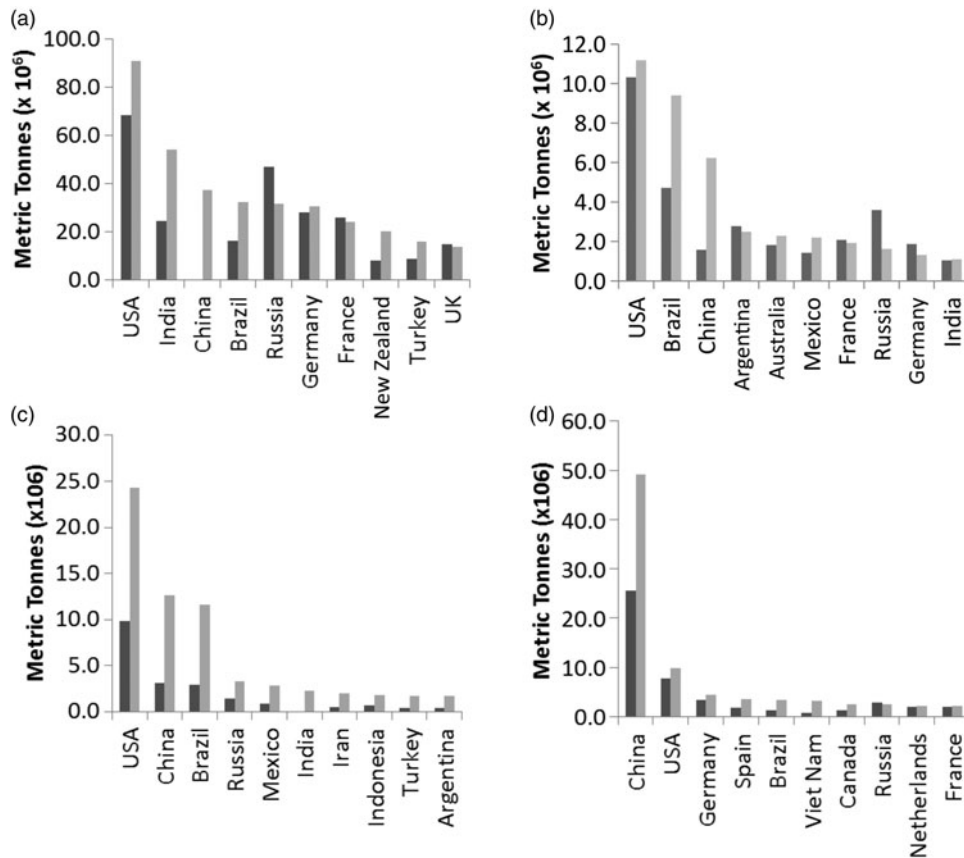 (a)
Metric Tonnes (x 10⁶)
100.0
80.0
60.0
40.0
20.0
0.0
USA
India
China
Brazil
Russia
Germany
France
New Zealand
Turkey
UK
(b)
Metric Tonnes (x 10⁶)
12.0
10.0
8.0
6.0
4.0
2.0
0.0
USA
Brazil
China
Argentina
Australia
Mexico
France
Russia
Germany
India
(c)
Metric Tonnes (x106)
30.0
25.0
20.0
15.0
10.0
5.0
0.0
USA
China
Brazil
Russia
Mexico
India
Iran
Indonesia
Turkey
Argentina
(d)
Metric Tonnes (x106)
60.0
50.0
40.0
30.0
20.0
10.0
0.0
China
USA
Germany
Spain
Brazil
Viet Nam
Canada
Russia
Netherlands
France